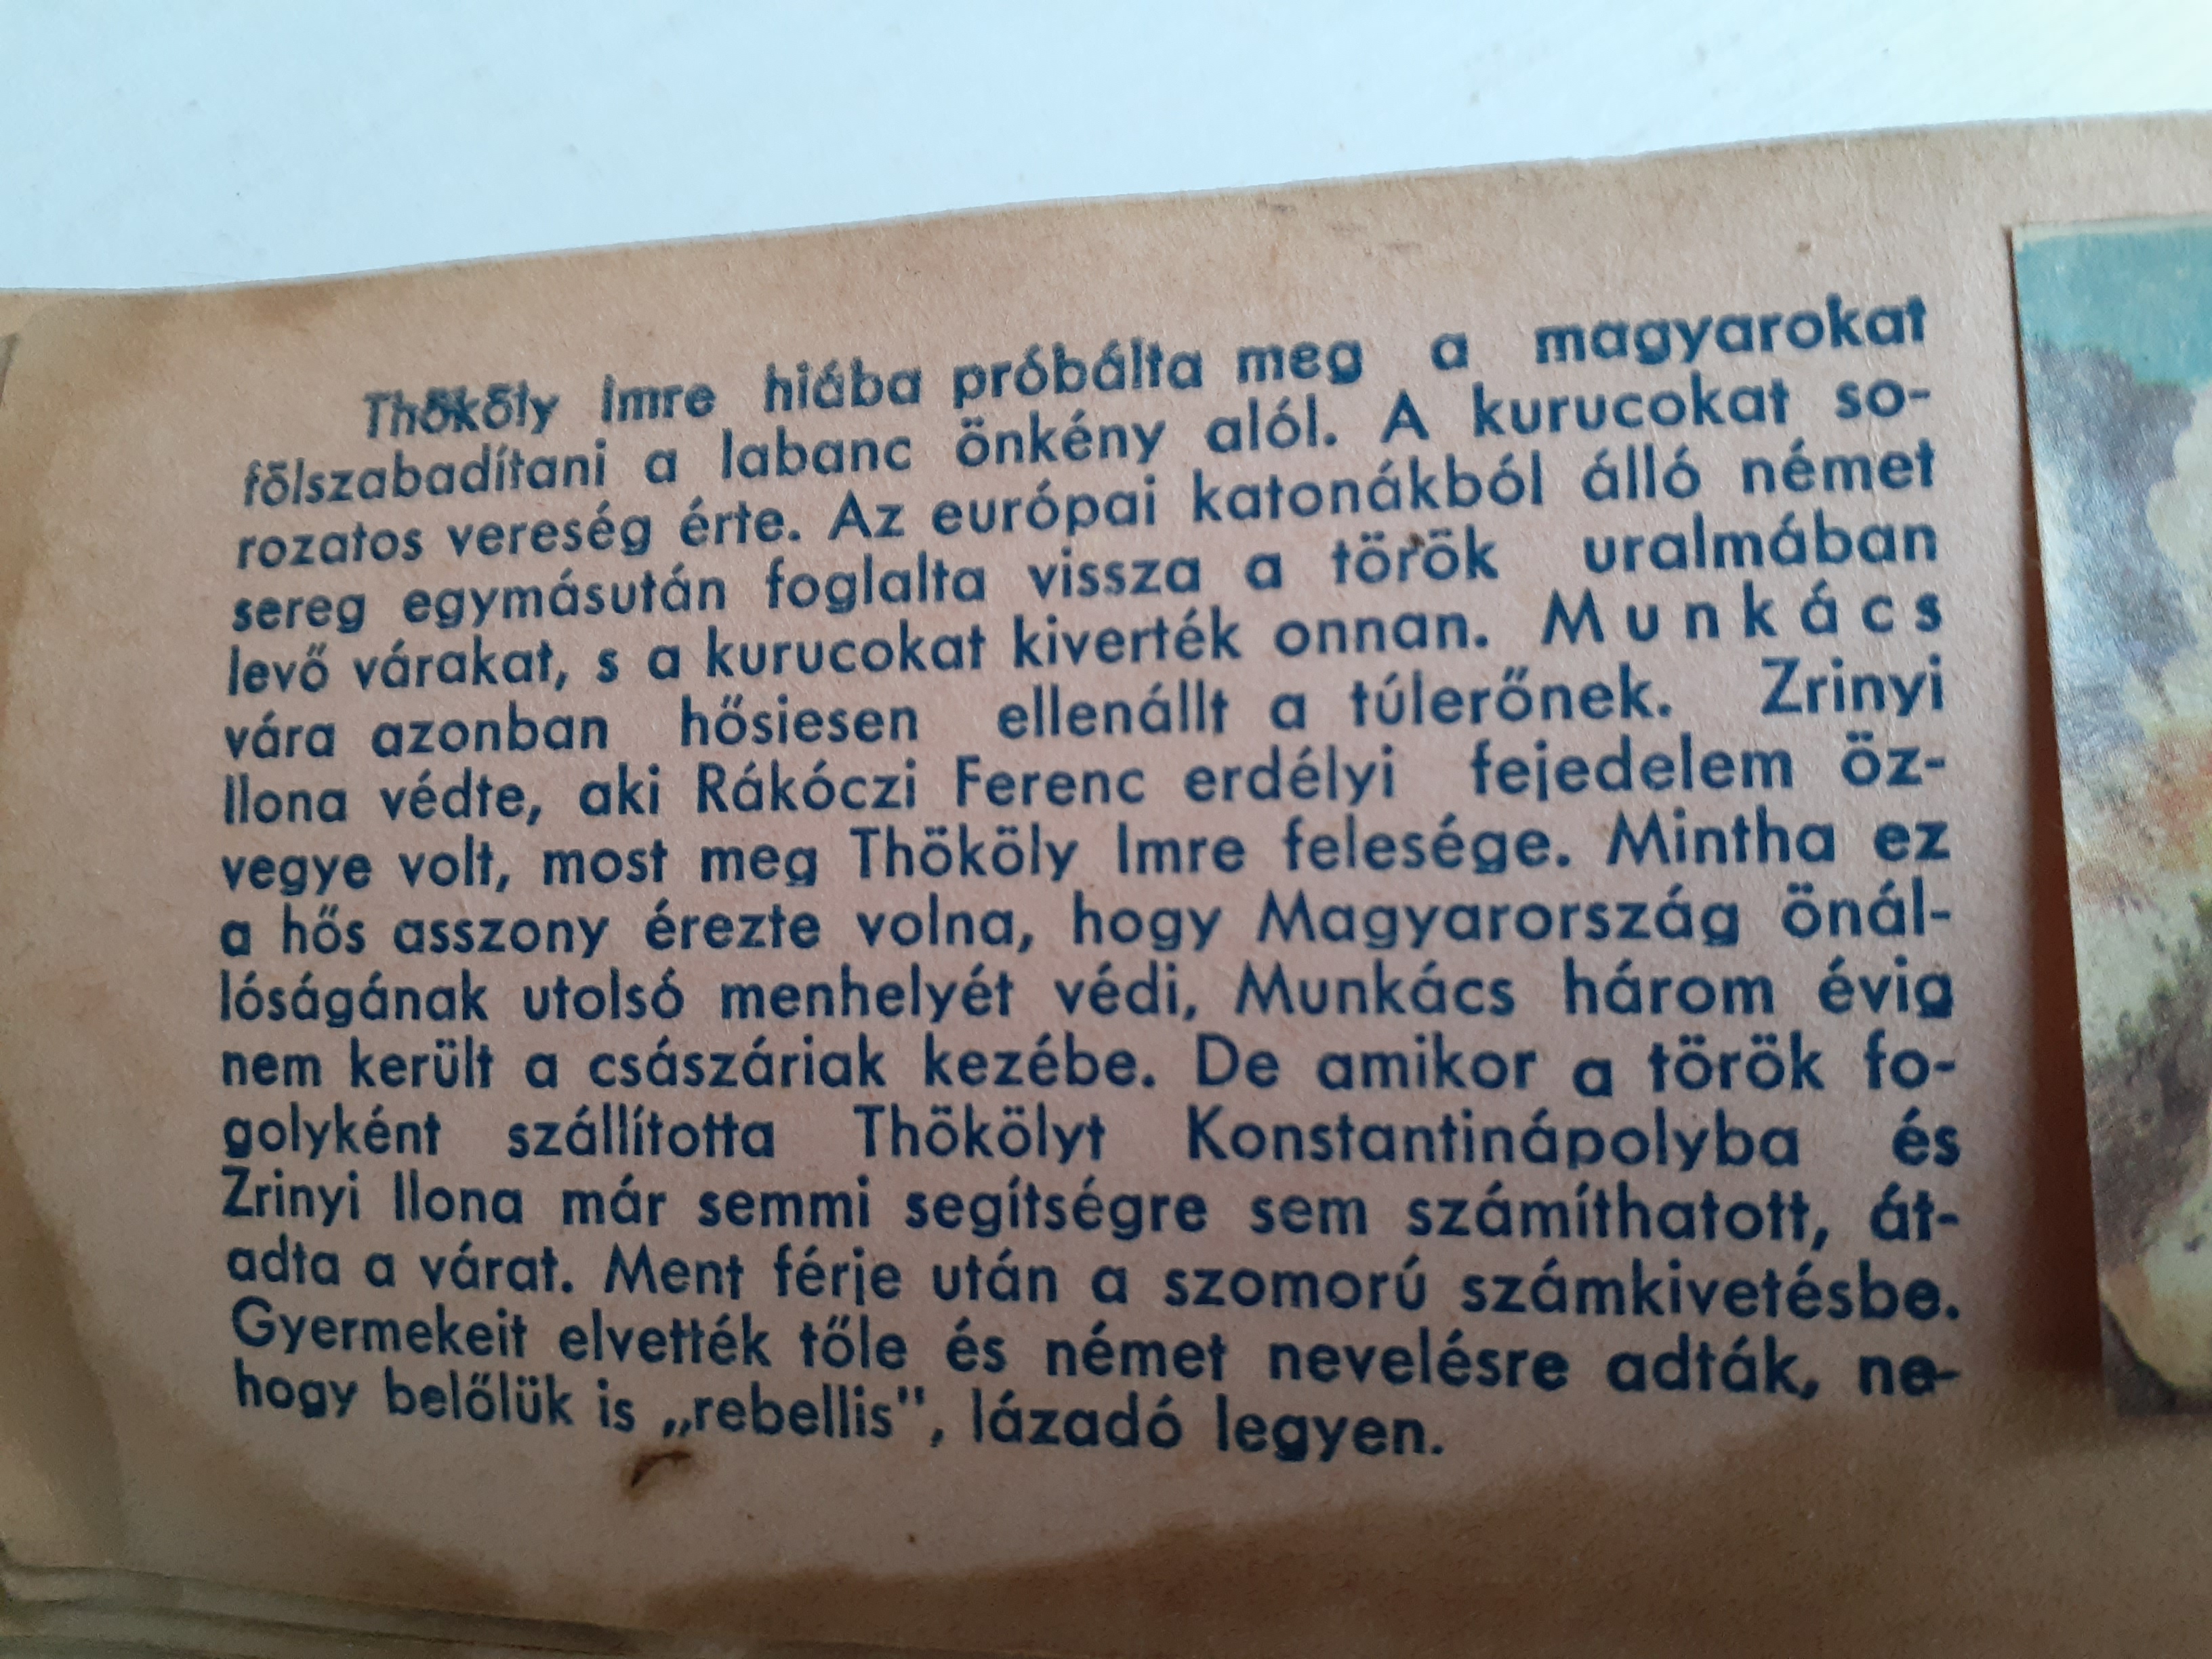 Thököly Imre hiába próbálta meg a magyarokat
fölszabadítani a labanc önkény alól. A kurucokat so-
rozatos vereség érte. Az európai katonákból álló német
sereg egymásután foglalta vissza a török uralmában
levő várakat, s a kurucokat kiverték onnan. Munkács
vára azonban hősiesen ellenállt a túlerőnek. Zrinyi
Ilona védte, aki Rákóczi Ferenc erdélyi fejedelem öz-
vegye volt, most meg Thököly Imre felesége. Mintha ez
a hős asszony érezte volna, hogy Magyarország önál-
lóságának utolsó menhelyét védi, Munkács három évig
nem került a császáriak kezébe. De amikor a török fo-
golyként szállította Thökölyt Konstantinápolyba és
Zrinyi Ilona már semmi segítségre sem számíthatott, át-
adta a várat. Ment férje után a szomorú számkivetésbe.
Gyermekeit elvették tőle és német nevelésre adták, ne-
hogy belőlük is „rebellis", lázadó legyen.